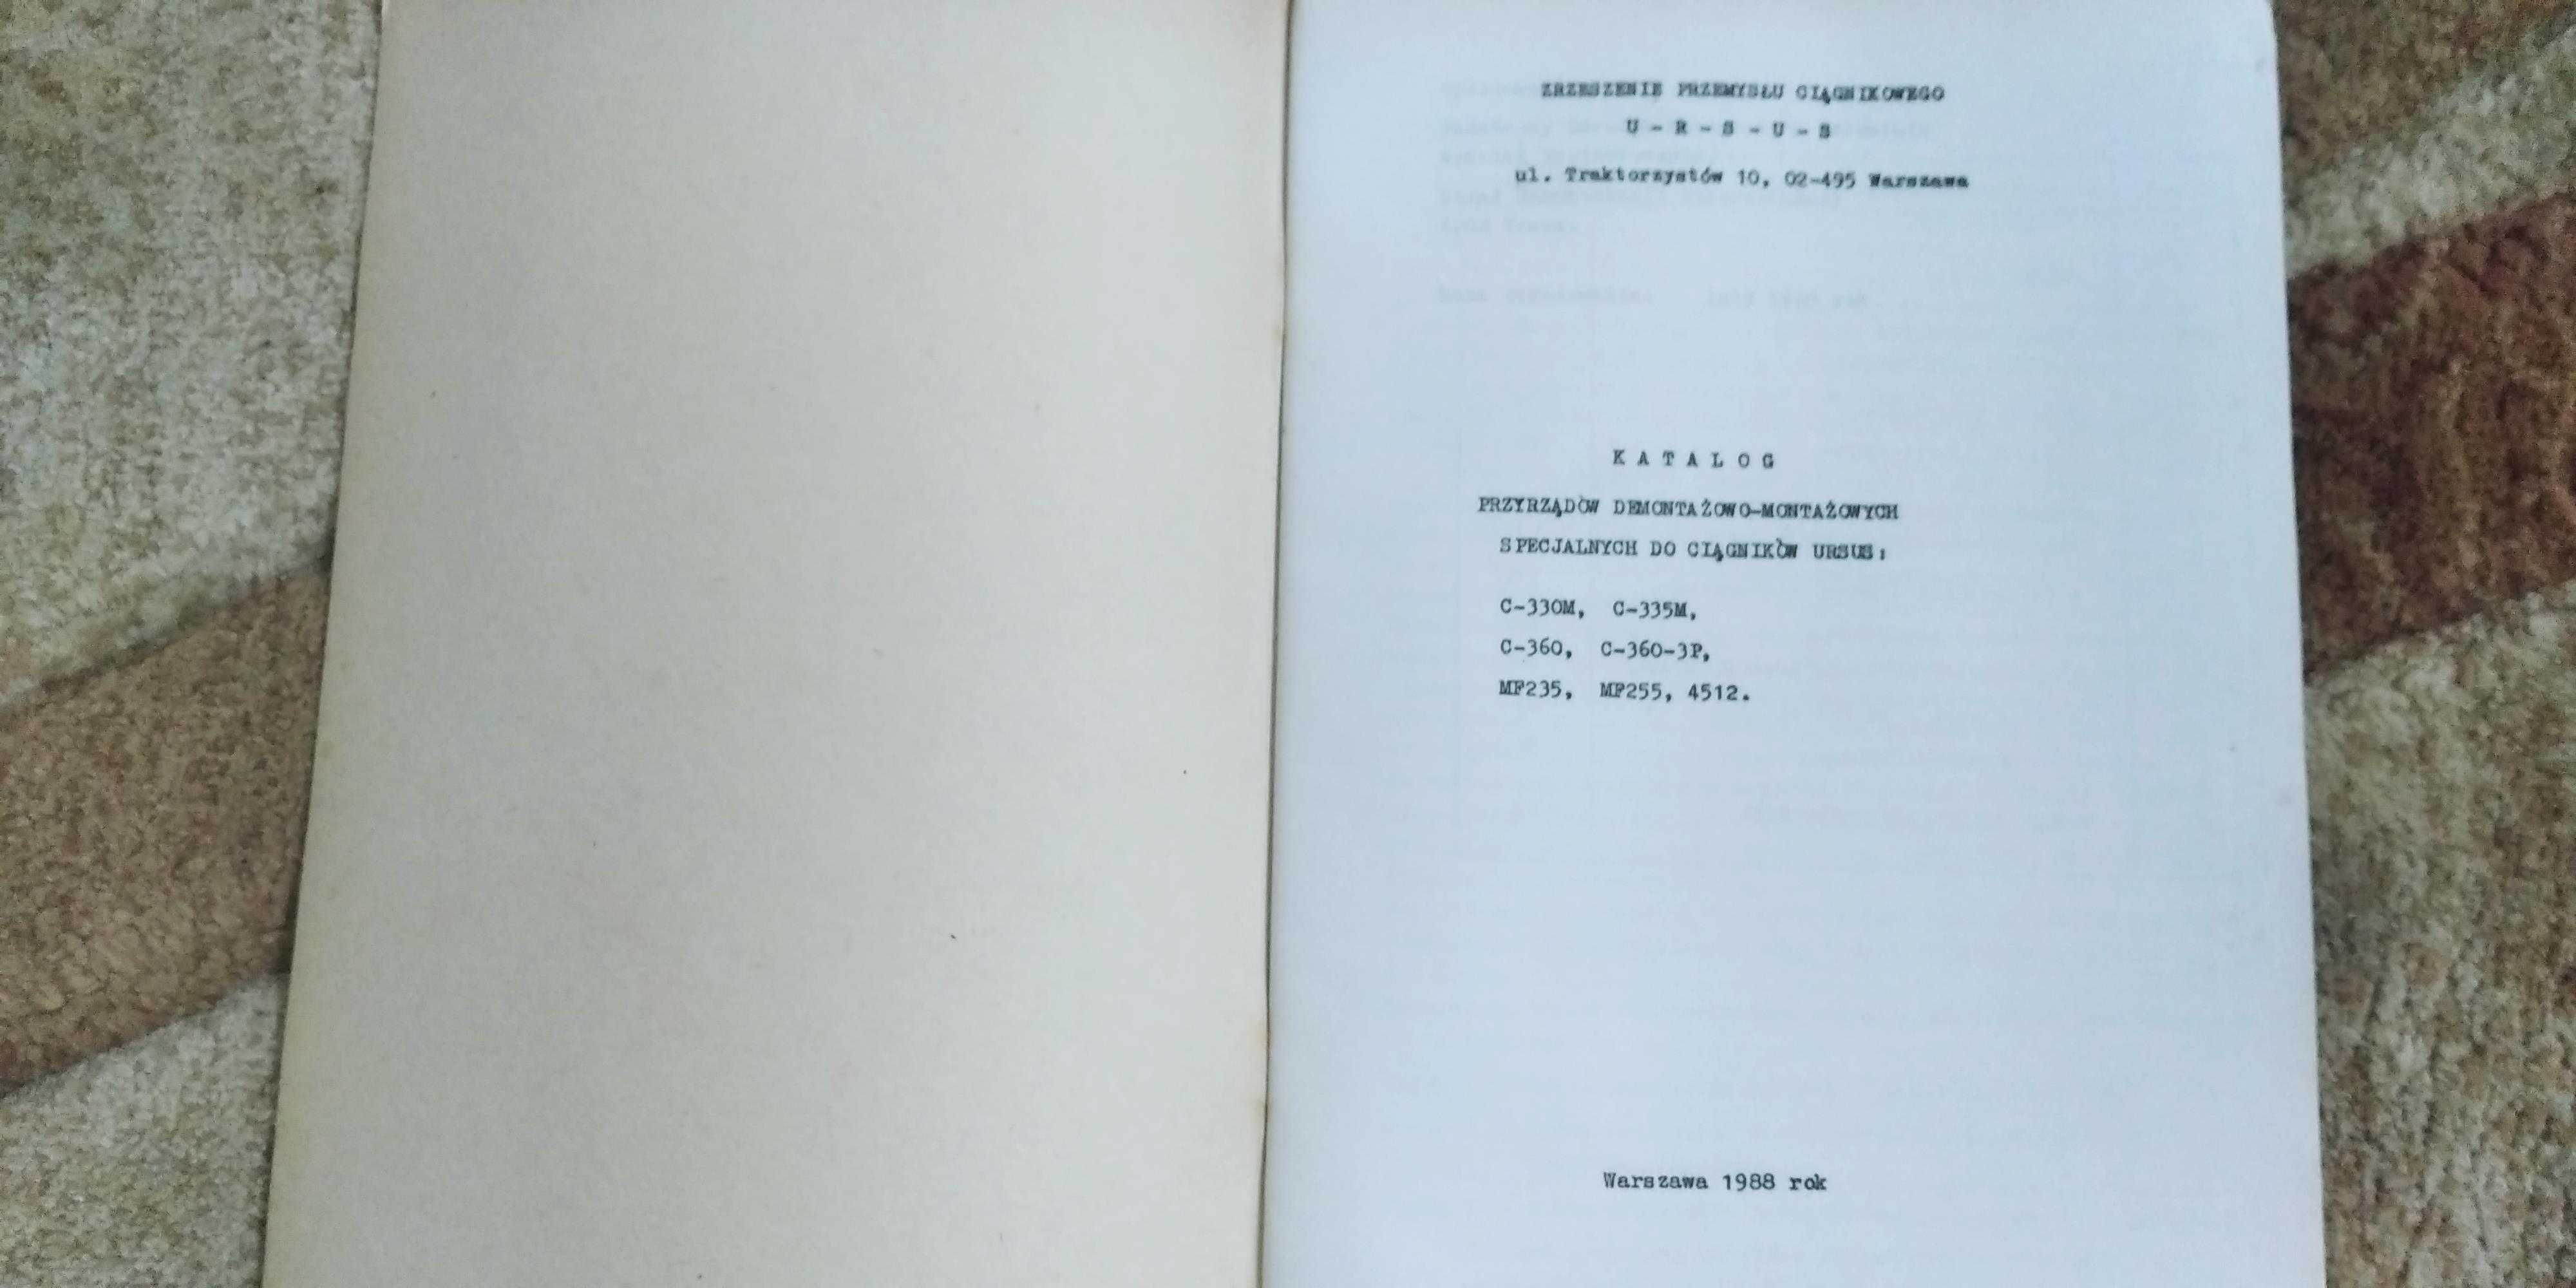 ZRZESZENIE PRZEMYSŁU CIĄGNIKOWEGO
U - R - S - U - S
ul. Traktorzystów 10, 02-495 Warszawa
K A T A L O G
PRZYRZĄDÓW DEMONTAŻOWO-MONTAŻOWYCH
SPECJALNYCH DO CIĄGNIKÓW URSUS:
C-330M, C-335M,
C-360, C-360-3P,
MF235, MF255, 4512.
Warszawa 1988 rok